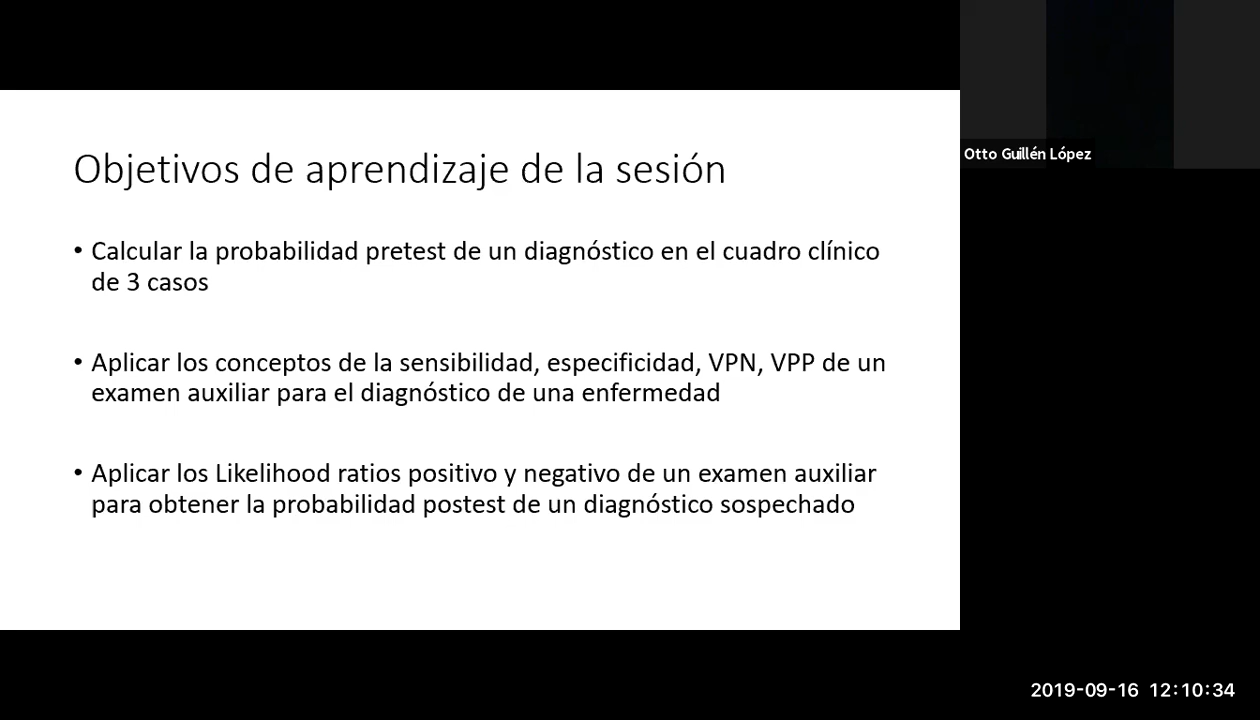 Objetivos de aprendizaje de la sesión
• Calcular la probabilidad pretest de un diagnóstico en el cuadro clínico
de 3 casos
• Aplicar los conceptos de la sensibilidad, especificidad, VPN, VPP de un
examen auxiliar para el diagnóstico de una enfermedad
• Aplicar los Likelihood ratios positivo y negativo de un examen auxiliar
para obtener la probabilidad postest de un diagnóstico sospechado
Otto Guillén López
2019-09-16 12:10:34